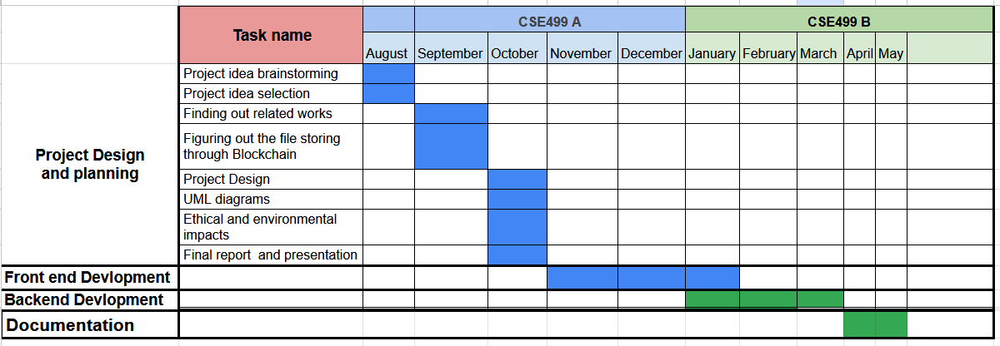 Task name
CSE499 A
CSE499 B
August September October November December January February March April May
Project Design
and planning
Project idea brainstorming
Project idea selection
Finding out related works
Figuring out the file storing
through Blockchain
Project Design
UML diagrams
Ethical and environmental
impacts
Final report and presentation
Front end Devlopment
Backend Devlopment
Documentation